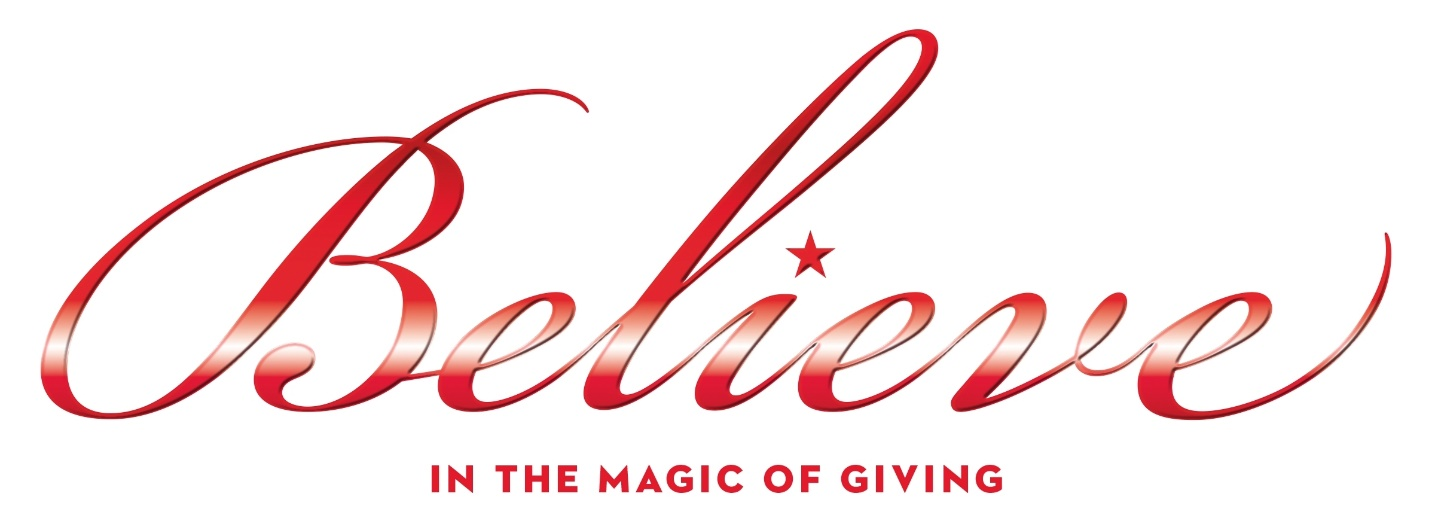 Believe
IN THE MAGIC OF GIVING